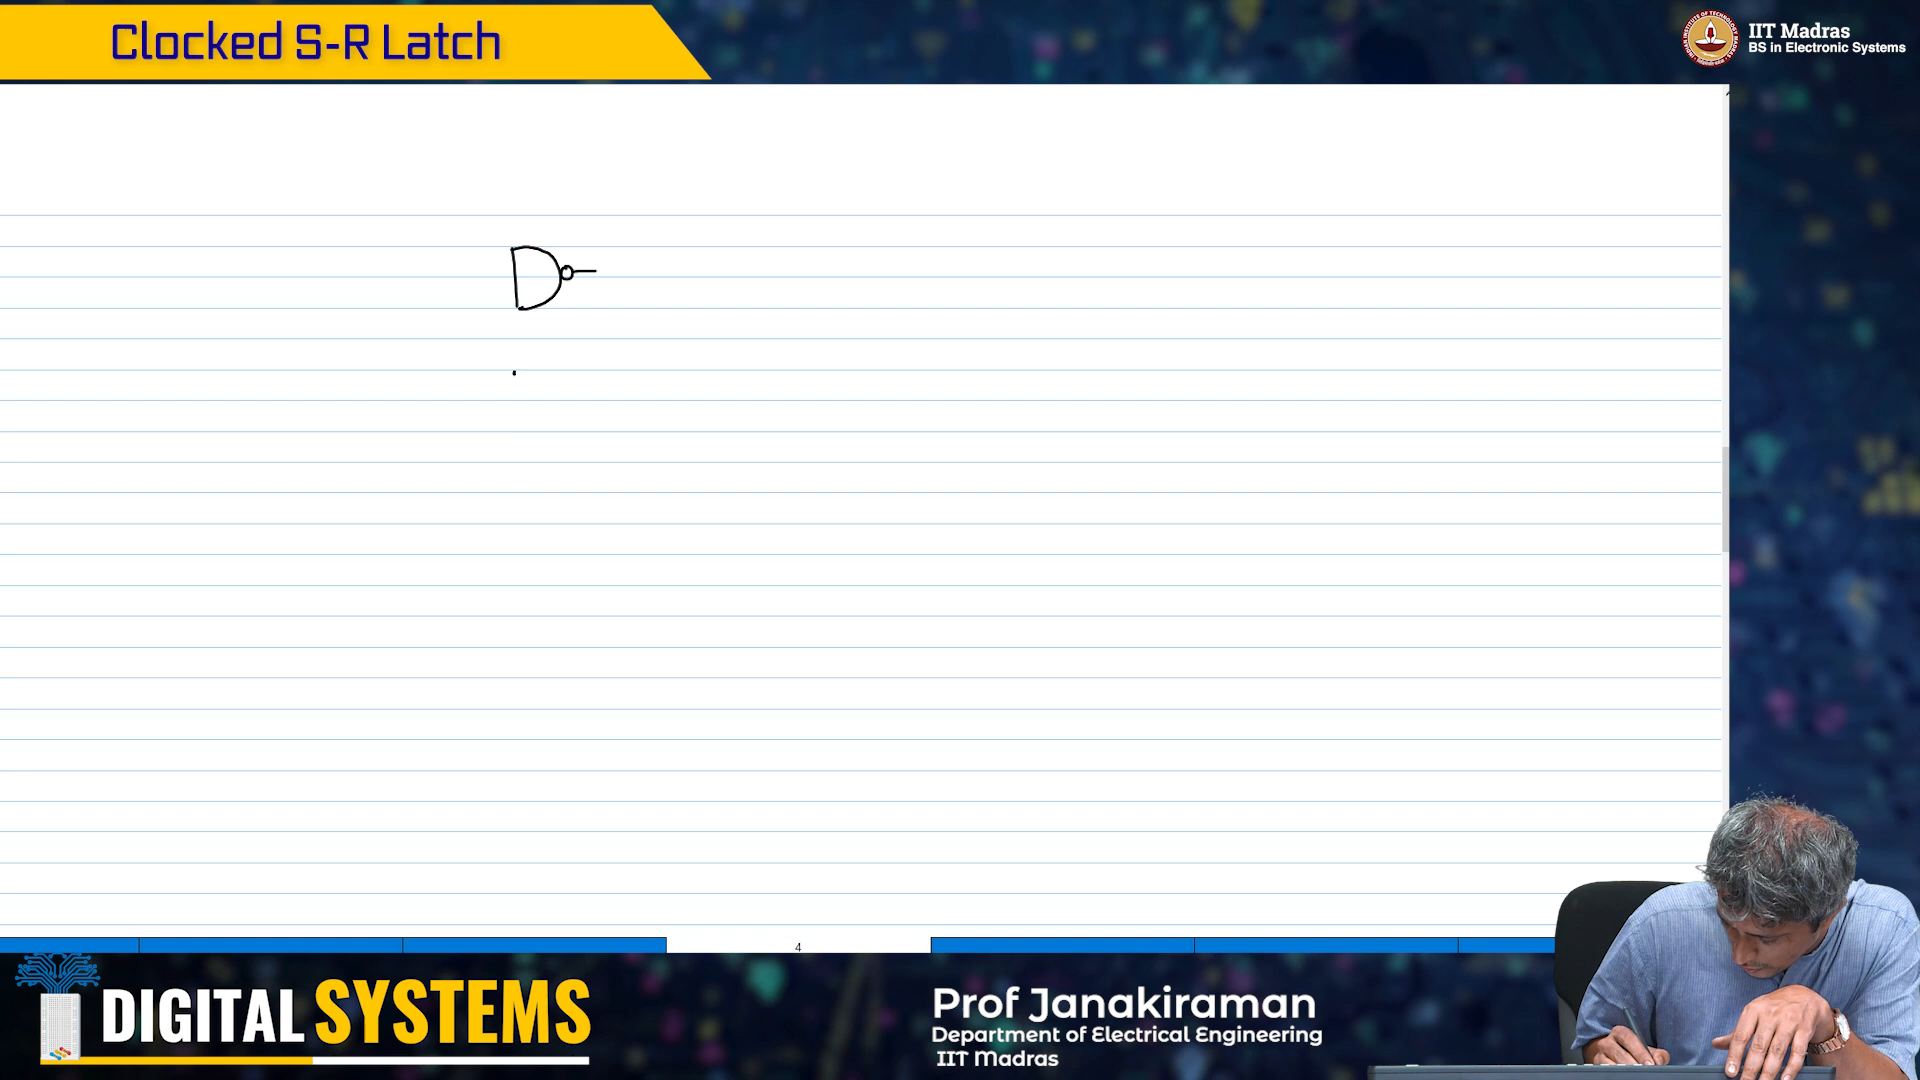 Clocked S-R Latch
IIT Madras
BS in Electronic Systems
4
DIGITAL SYSTEMS
Prof Janakiraman
Department of Electrical Engineering
IIT Madras